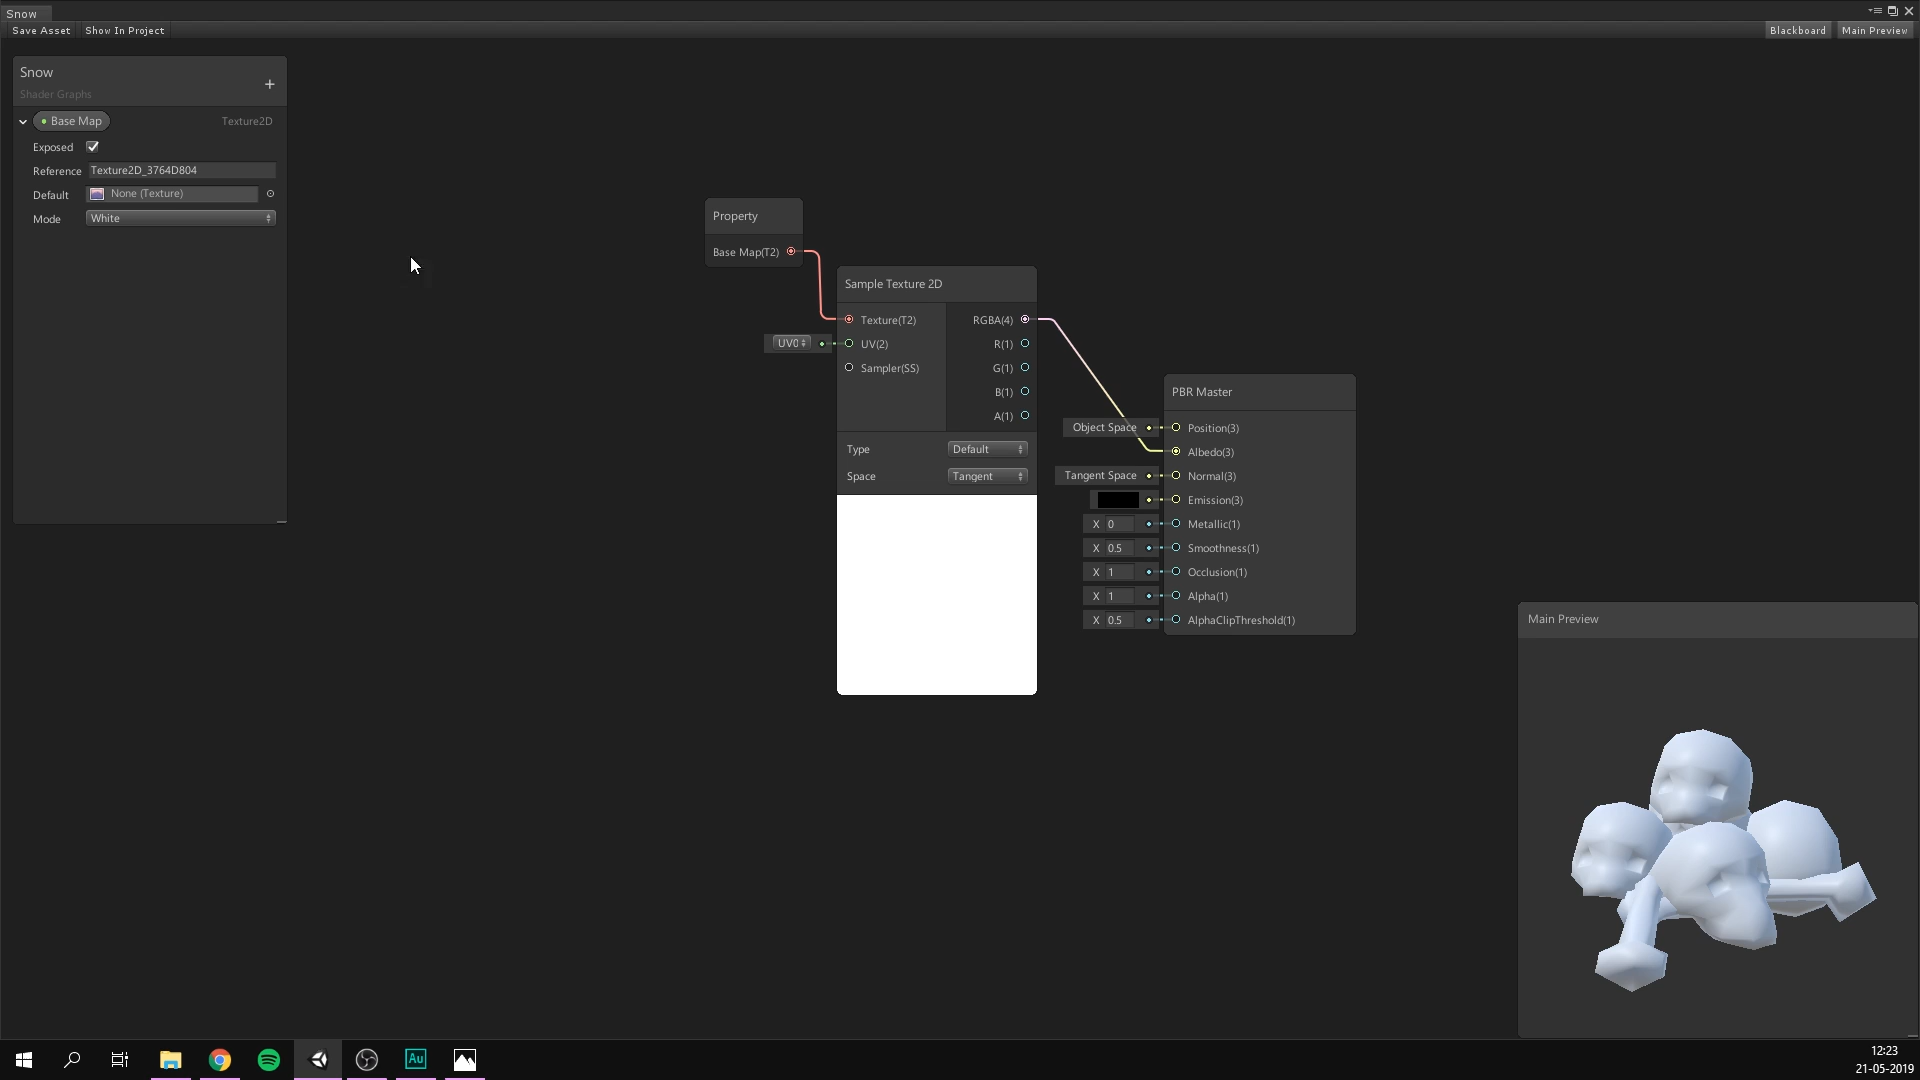 Snow
Save Asset Show In Project Blackboard Main Preview
Snow
Shader Graphs
Base Map Texture2D
Exposed
Reference Texture2D_3764D804
Default None (Texture)
Mode White
Property
Base Map(T2)
Sample Texture 2D
Texture(T2) RGBA(4)
UV0 UV(2) R(1)
Sampler(SS) G(1)
B(1)
A(1)
Type Default
Space Tangent
PBR Master
Object Space Position(3)
Albedo(3)
Tangent Space Normal(3)
Emission(3)
X 0 Metallic(1)
X 0.5 Smoothness(1)
X 1 Occlusion(1)
X 1 Alpha(1)
X 0.5 AlphaClipThreshold(1)
Main Preview
Au
12:23
21-05-2019